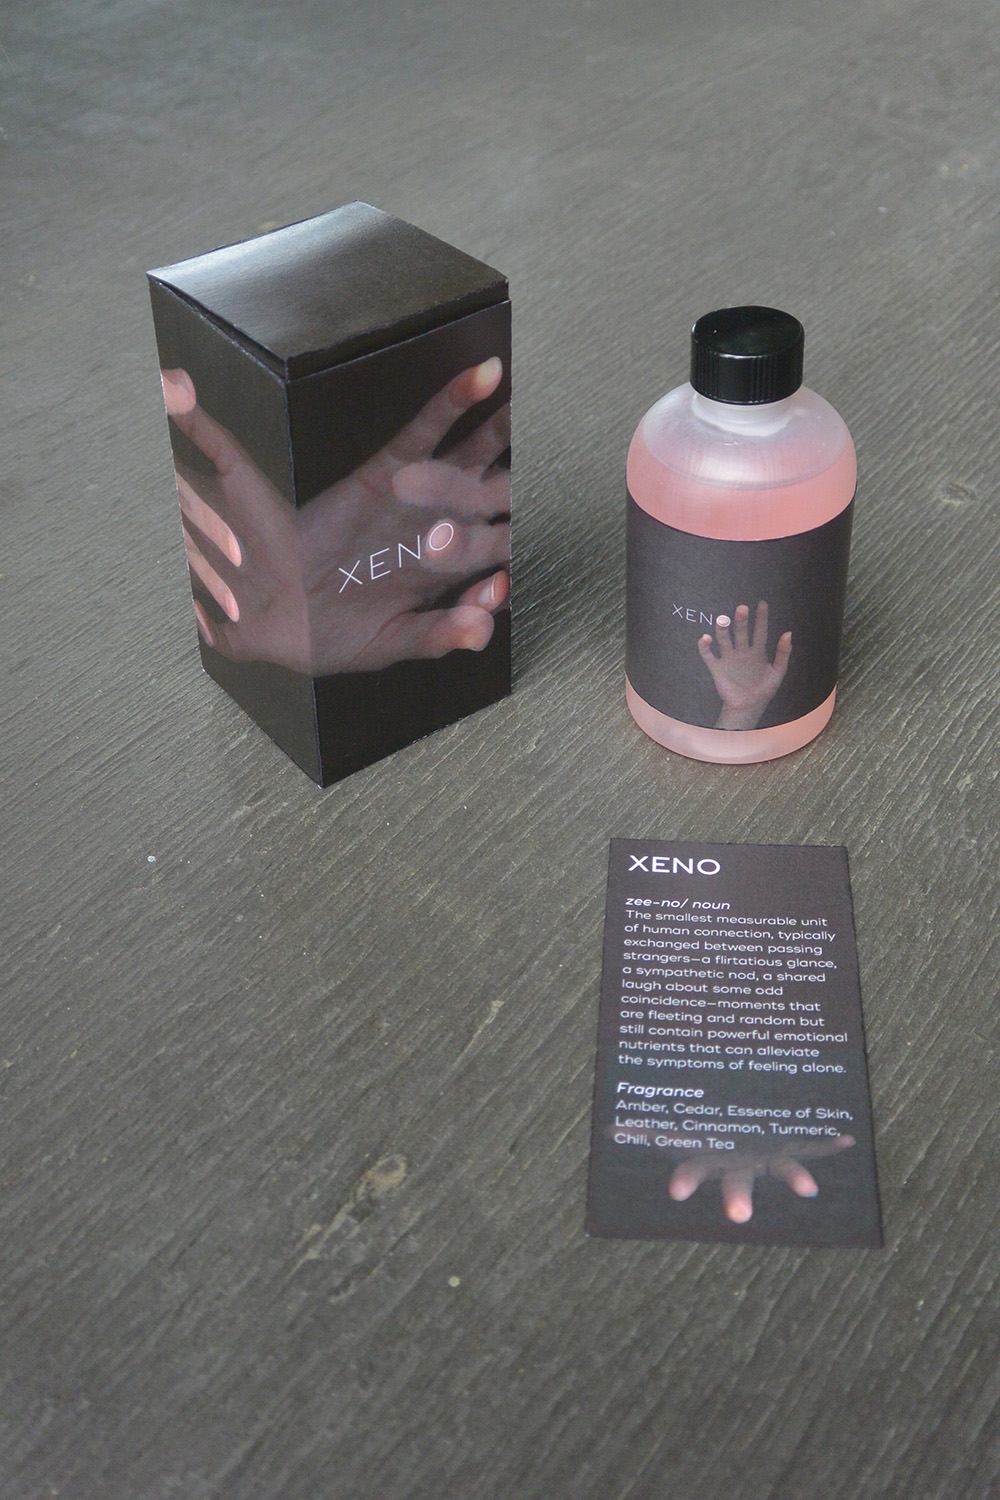 XENO
XENO
XENO
zee-no/ noun
The smallest measurable unit
of human connection, typically
exchanged between passing
strangers—a flirtatious glance,
a sympathetic nod, a shared
laugh about some odd
coincidence—moments that
are fleeting and random but
still contain powerful emotional
nutrients that can alleviate
the symptoms of feeling alone.
Fragrance
Amber, Cedar, Essence of Skin,
Leather, Cinnamon, Turmeric,
Chili, Green Tea